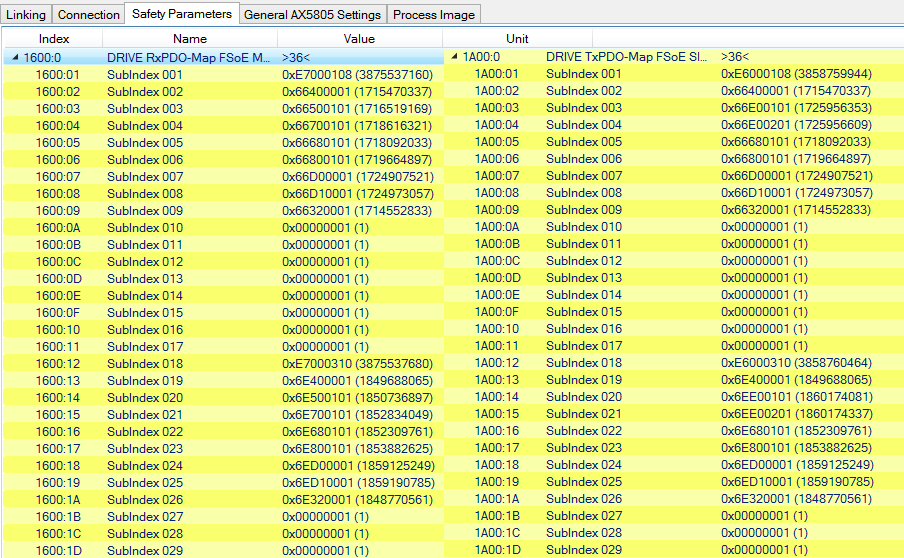 Linking Connection Safety Parameters General AX5805 Settings Process Image
Index Name Value Unit
1600:0 DRIVE RxPDO-Map FSoE M... >36< 1A00:0 DRIVE TxPDO-Map FSoE Sl... >36<
1600:01 SubIndex 001 0xE7000108 (3875537160) 1A00:01 SubIndex 001 0xE6000108 (3858759944)
1600:02 SubIndex 002 0x66400001 (1715470337) 1A00:02 SubIndex 002 0x66400001 (1715470337)
1600:03 SubIndex 003 0x66500101 (1716519169) 1A00:03 SubIndex 003 0x66E00101 (1725956353)
1600:04 SubIndex 004 0x66700101 (1718616321) 1A00:04 SubIndex 004 0x66E00201 (1725956609)
1600:05 SubIndex 005 0x66680101 (1718092033) 1A00:05 SubIndex 005 0x66680101 (1718092033)
1600:06 SubIndex 006 0x66800101 (1719664897) 1A00:06 SubIndex 006 0x66800101 (1719664897)
1600:07 SubIndex 007 0x66D00001 (1724907521) 1A00:07 SubIndex 007 0x66D00001 (1724907521)
1600:08 SubIndex 008 0x66D10001 (1724973057) 1A00:08 SubIndex 008 0x66D10001 (1724973057)
1600:09 SubIndex 009 0x66320001 (1714552833) 1A00:09 SubIndex 009 0x66320001 (1714552833)
1600:0A SubIndex 010 0x00000001 (1) 1A00:0A SubIndex 010 0x00000001 (1)
1600:0B SubIndex 011 0x00000001 (1) 1A00:0B SubIndex 011 0x00000001 (1)
1600:0C SubIndex 012 0x00000001 (1) 1A00:0C SubIndex 012 0x00000001 (1)
1600:0D SubIndex 013 0x00000001 (1) 1A00:0D SubIndex 013 0x00000001 (1)
1600:0E SubIndex 014 0x00000001 (1) 1A00:0E SubIndex 014 0x00000001 (1)
1600:0F SubIndex 015 0x00000001 (1) 1A00:0F SubIndex 015 0x00000001 (1)
1600:10 SubIndex 016 0x00000001 (1) 1A00:10 SubIndex 016 0x00000001 (1)
1600:11 SubIndex 017 0x00000001 (1) 1A00:11 SubIndex 017 0x00000001 (1)
1600:12 SubIndex 018 0xE7000310 (3875537680) 1A00:12 SubIndex 018 0xE6000310 (3858760464)
1600:13 SubIndex 019 0x6E400001 (1849688065) 1A00:13 SubIndex 019 0x6E400001 (1849688065)
1600:14 SubIndex 020 0x6E500101 (1850736897) 1A00:14 SubIndex 020 0x6EE00101 (1860174081)
1600:15 SubIndex 021 0x6E700101 (1852834049) 1A00:15 SubIndex 021 0x6EE00201 (1860174337)
1600:16 SubIndex 022 0x6E680101 (1852309761) 1A00:16 SubIndex 022 0x6E680101 (1852309761)
1600:17 SubIndex 023 0x6E800101 (1853882625) 1A00:17 SubIndex 023 0x6E800101 (1853882625)
1600:18 SubIndex 024 0x6ED00001 (1859125249) 1A00:18 SubIndex 024 0x6ED00001 (1859125249)
1600:19 SubIndex 025 0x6ED10001 (1859190785) 1A00:19 SubIndex 025 0x6ED10001 (1859190785)
1600:1A SubIndex 026 0x6E320001 (1848770561) 1A00:1A SubIndex 026 0x6E320001 (1848770561)
1600:1B SubIndex 027 0x00000001 (1) 1A00:1B SubIndex 027 0x00000001 (1)
1600:1C SubIndex 028 0x00000001 (1) 1A00:1C SubIndex 028 0x00000001 (1)
1600:1D SubIndex 029 0x00000001 (1) 1A00:1D SubIndex 029 0x00000001 (1)